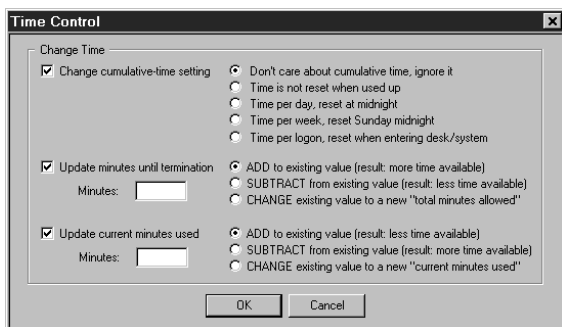 Time Control
Change Time
Change cumulative-time setting
Don't care about cumulative time, ignore it
Time is not reset when used up
Time per day, reset at midnight
Time per week, reset Sunday midnight
Time per logon, reset when entering desk/system
Update minutes until termination
Minutes:
ADD to existing value (result: more time available)
SUBTRACT from existing value (result: less time available)
CHANGE existing value to a new "total minutes allowed"
Update current minutes used
Minutes:
ADD to existing value (result: less time available)
SUBTRACT from existing value (result: more time available)
CHANGE existing value to a new "current minutes used"
OK
Cancel